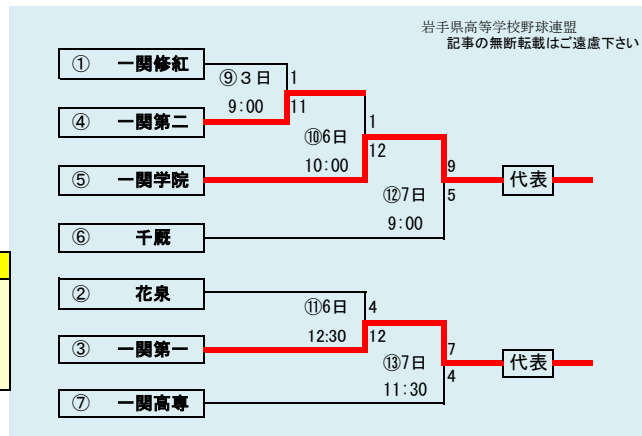 岩手県高等学校野球連盟
記事の無断転載はご遠慮下さい
① 一関修紅
⑨３日 1
9:00 11
④ 一関第二
⑩6日 1
10:00 12
⑤ 一関学院
9
代表
⑫7日 5
9:00
⑥ 千厩
② 花泉
⑪6日 4
12:30 12
③ 一関第一
7
代表
⑬7日 4
11:30
⑦ 一関高専